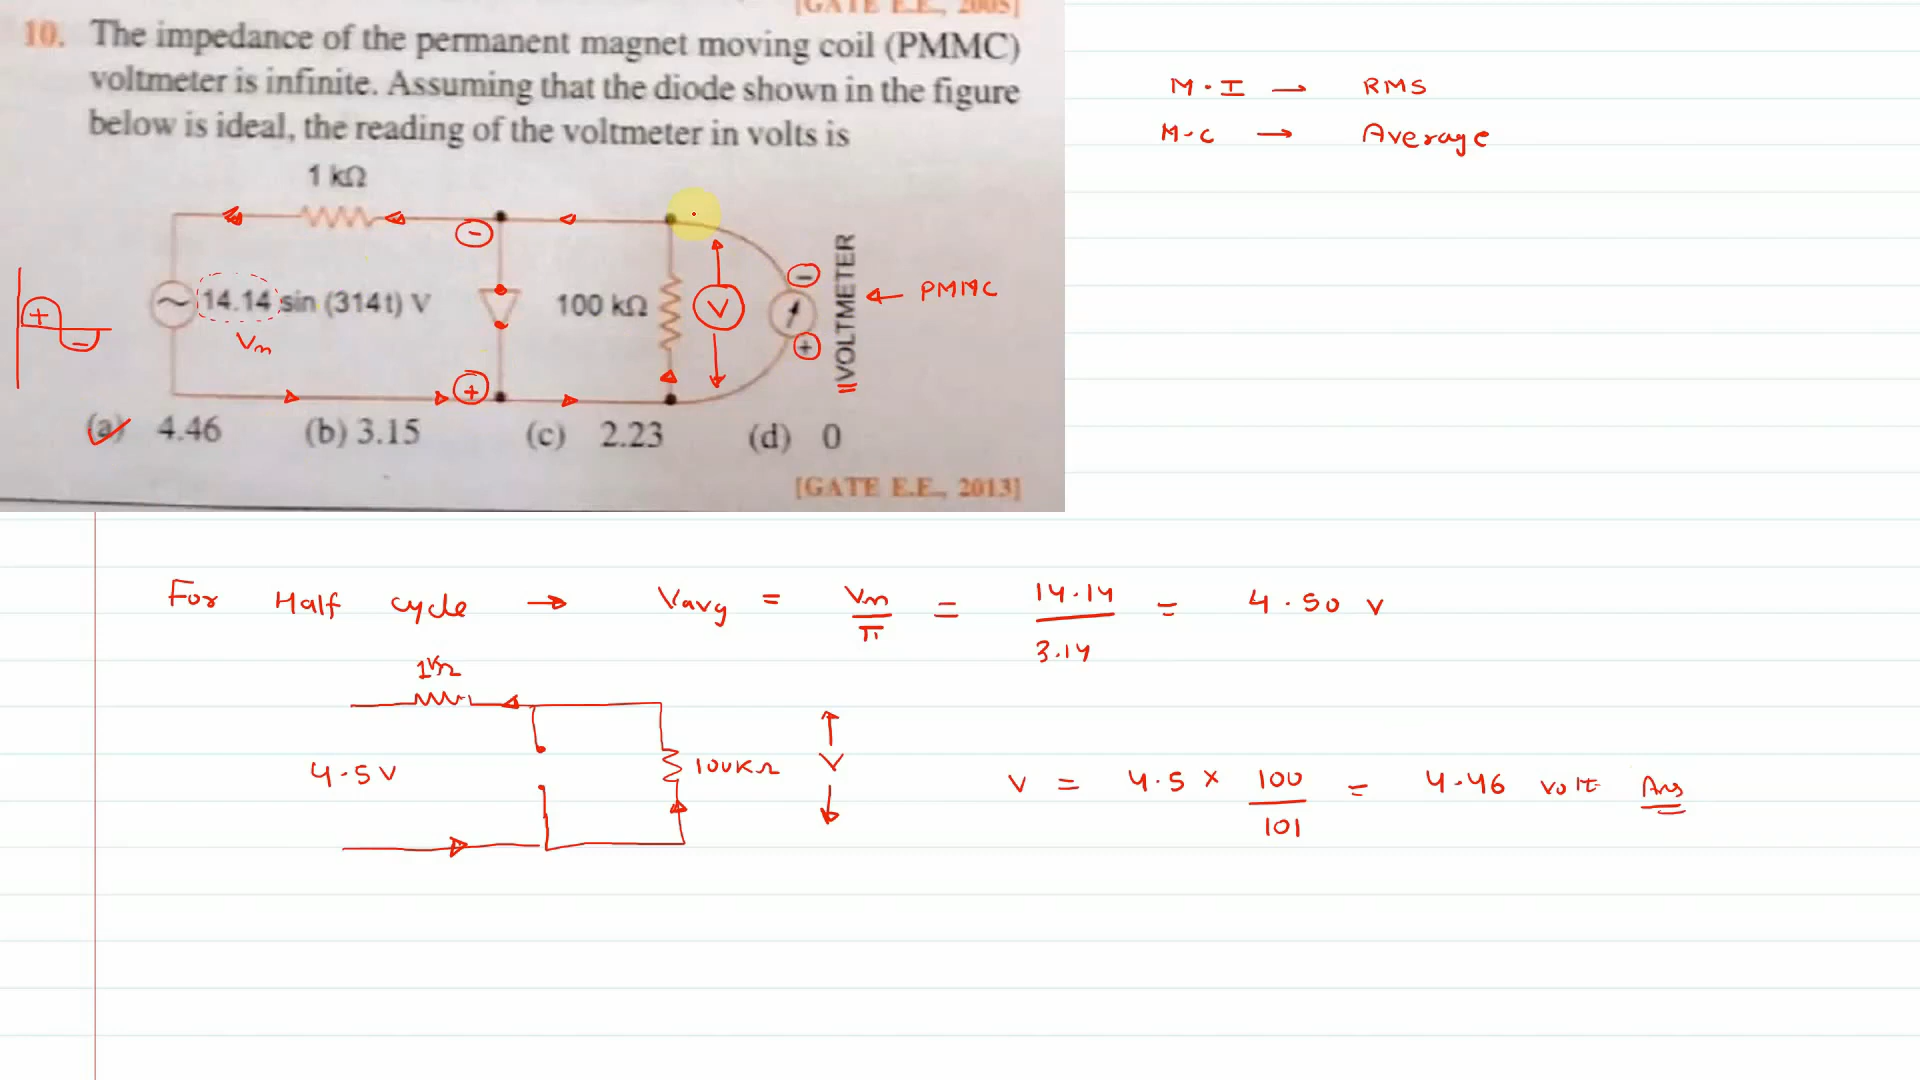 [GATE E.E., 2005]
10. The impedance of the permanent magnet moving coil (PMMC)
voltmeter is infinite. Assuming that the diode shown in the figure
below is ideal, the reading of the voltmeter in volts is
1 kΩ
14.14 sin (314t) V
Vm
100 kΩ
V
VOLTMETER
← PMMC
+
-
-
+
-
+
(a) 4.46 (b) 3.15 (c) 2.23 (d) 0
[GATE E.E., 2013]
M.I → RMS
M-C → Average
For Half cycle → Vavg = Vm/π = 14.14/3.14 = 4.50 V
1KΩ
4.5V
100KΩ
V
V = 4.5 × 100/101 = 4.46 volt Ans